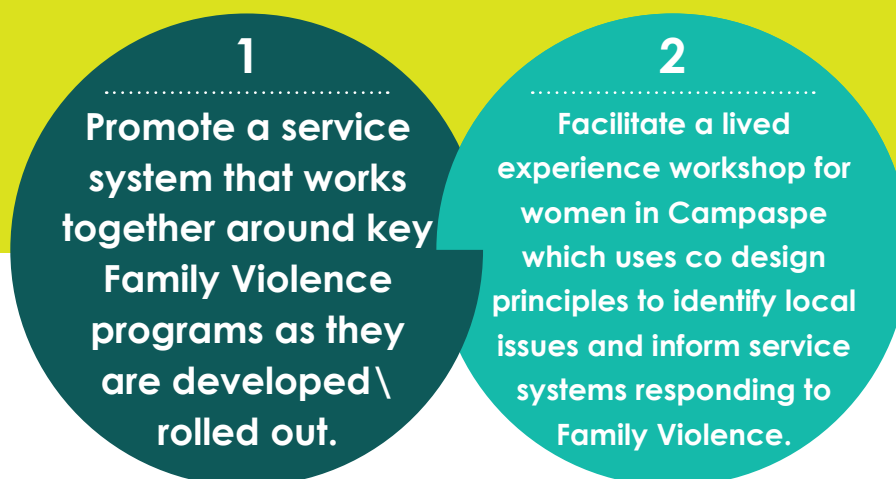 1
Promote a service
system that works
together around key
Family Violence
programs as they
are developed\
rolled out.
2
Facilitate a lived
experience workshop for
women in Campaspe
which uses co design
principles to identify local
issues and inform service
systems responding to
Family Violence.